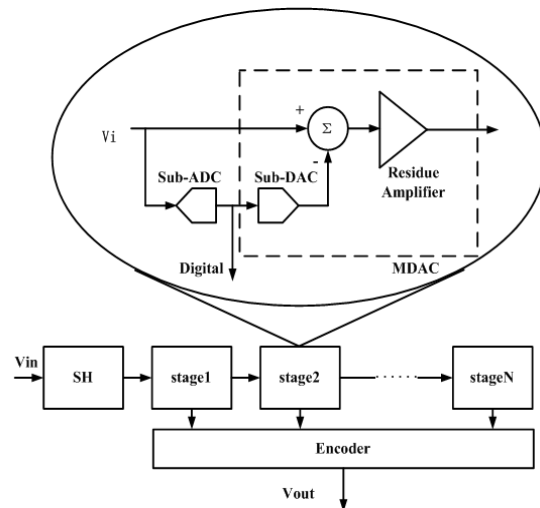 +
Σ
Vi
-
Residue
Amplifier
Sub-ADC
Sub-DAC
Digital
MDAC
Vin
SH
stage1
stage2
......
stageN
Encoder
Vout